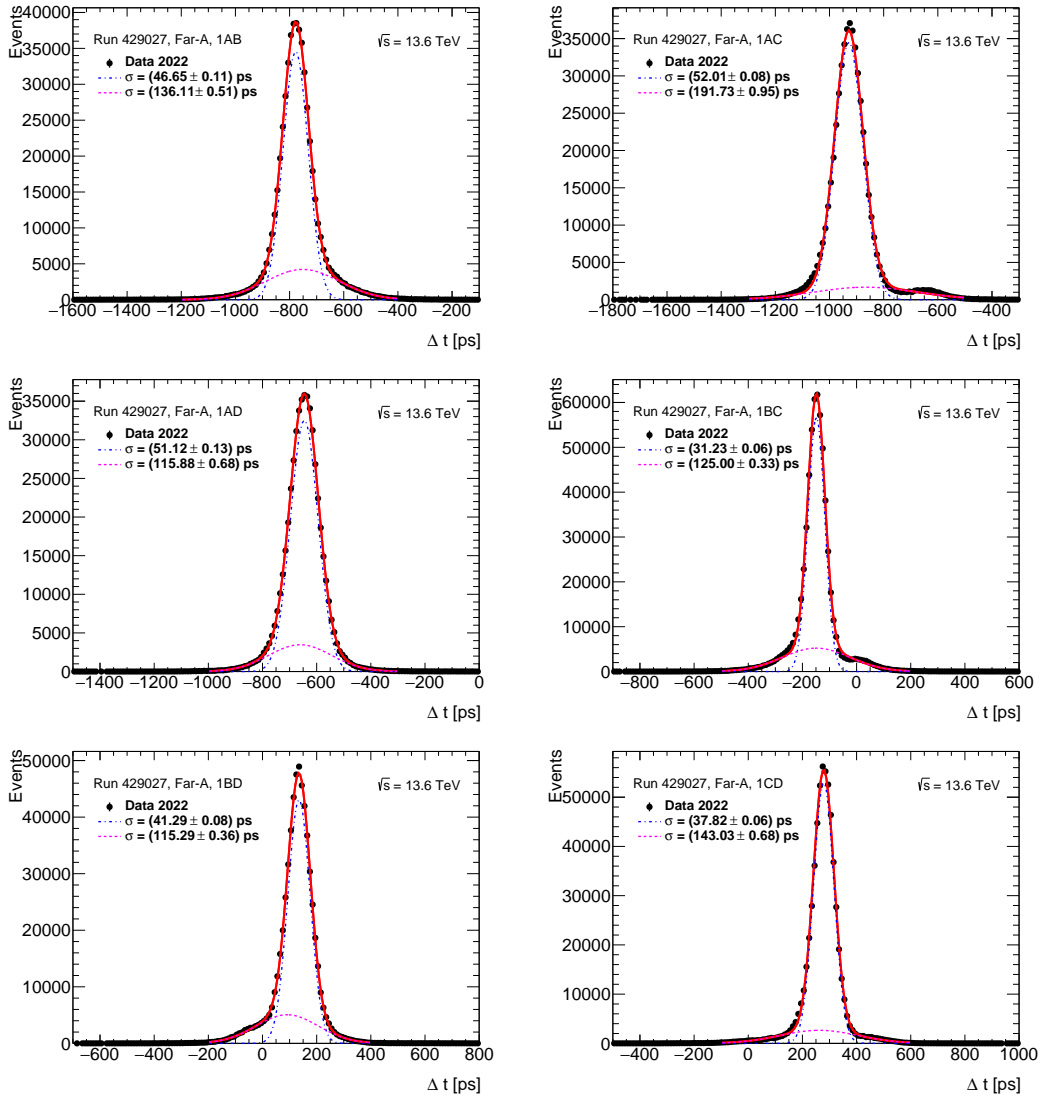 Events
Run 429027, Far-A, 1AB
√s = 13.6 TeV
Data 2022
σ = (46.65 ± 0.11) ps
σ = (136.11 ± 0.51) ps
40000
35000
30000
25000
20000
15000
10000
5000
0
−1600 −1400 −1200 −1000 −800 −600 −400 −200
Δ t [ps]
Events
Run 429027, Far-A, 1AC
√s = 13.6 TeV
Data 2022
σ = (52.01 ± 0.08) ps
σ = (191.73 ± 0.95) ps
35000
30000
25000
20000
15000
10000
5000
0
−1800 −1600 −1400 −1200 −1000 −800 −600 −400
Δ t [ps]
Events
Run 429027, Far-A, 1AD
√s = 13.6 TeV
Data 2022
σ = (51.12 ± 0.13) ps
σ = (115.88 ± 0.68) ps
35000
30000
25000
20000
15000
10000
5000
0
−1400 −1200 −1000 −800 −600 −400 −200 0
Δ t [ps]
Events
Run 429027, Far-A, 1BC
√s = 13.6 TeV
Data 2022
σ = (31.23 ± 0.06) ps
σ = (125.00 ± 0.33) ps
60000
50000
40000
30000
20000
10000
0
−800 −600 −400 −200 0 200 400 600
Δ t [ps]
Events
Run 429027, Far-A, 1BD
√s = 13.6 TeV
Data 2022
σ = (41.29 ± 0.08) ps
σ = (115.29 ± 0.36) ps
50000
40000
30000
20000
10000
0
−600 −400 −200 0 200 400 600 800
Δ t [ps]
Events
Run 429027, Far-A, 1CD
√s = 13.6 TeV
Data 2022
σ = (37.82 ± 0.06) ps
σ = (143.03 ± 0.68) ps
50000
40000
30000
20000
10000
0
−400 −200 0 200 400 600 800 1000
Δ t [ps]